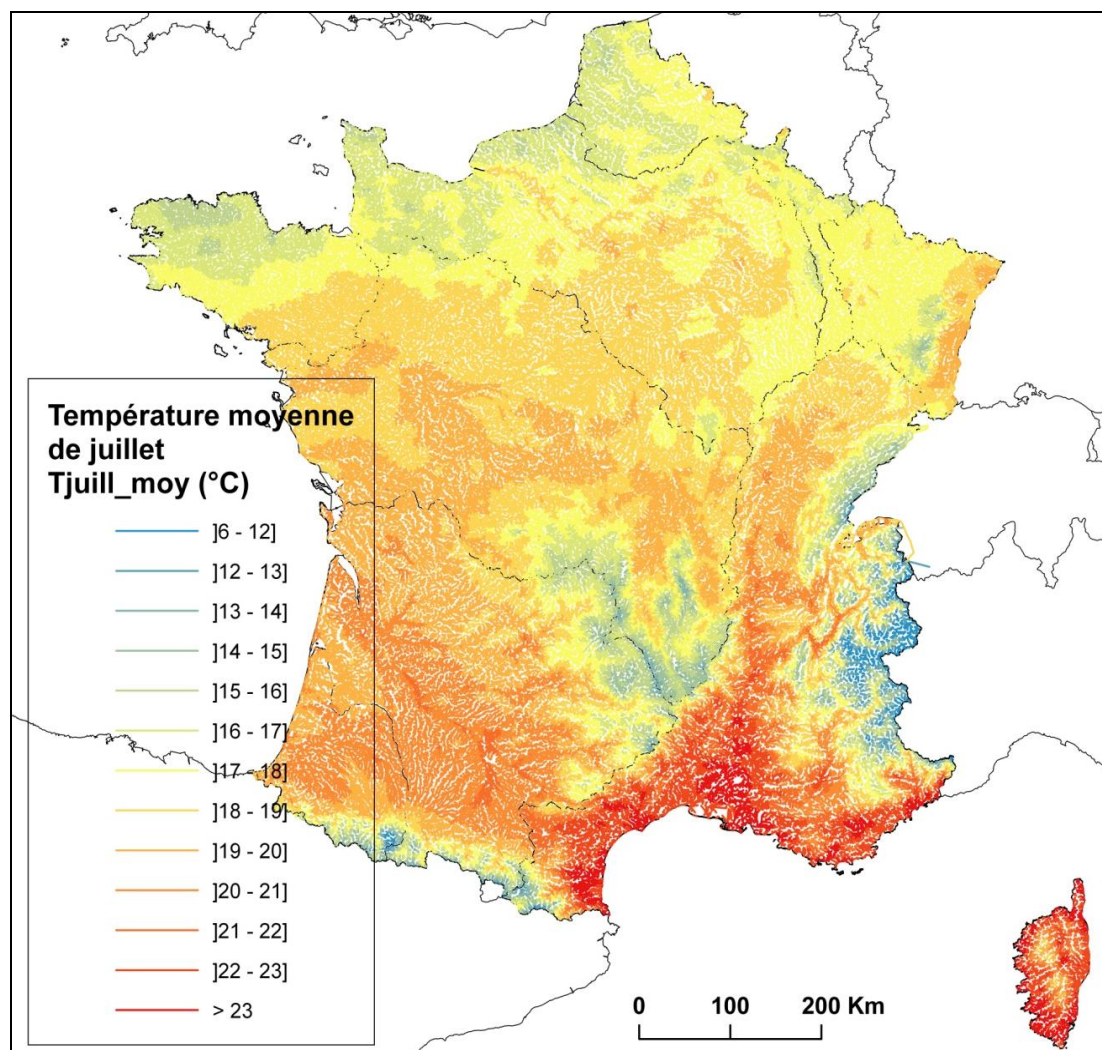 Température moyenne
de juillet
Tjuill_moy (°C)
]6 - 12]
]12 - 13]
]13 - 14]
]14 - 15]
]15 - 16]
]16 - 17]
]17 - 18]
]18 - 19]
]19 - 20]
]20 - 21]
]21 - 22]
]22 - 23]
> 23
0 100 200 Km